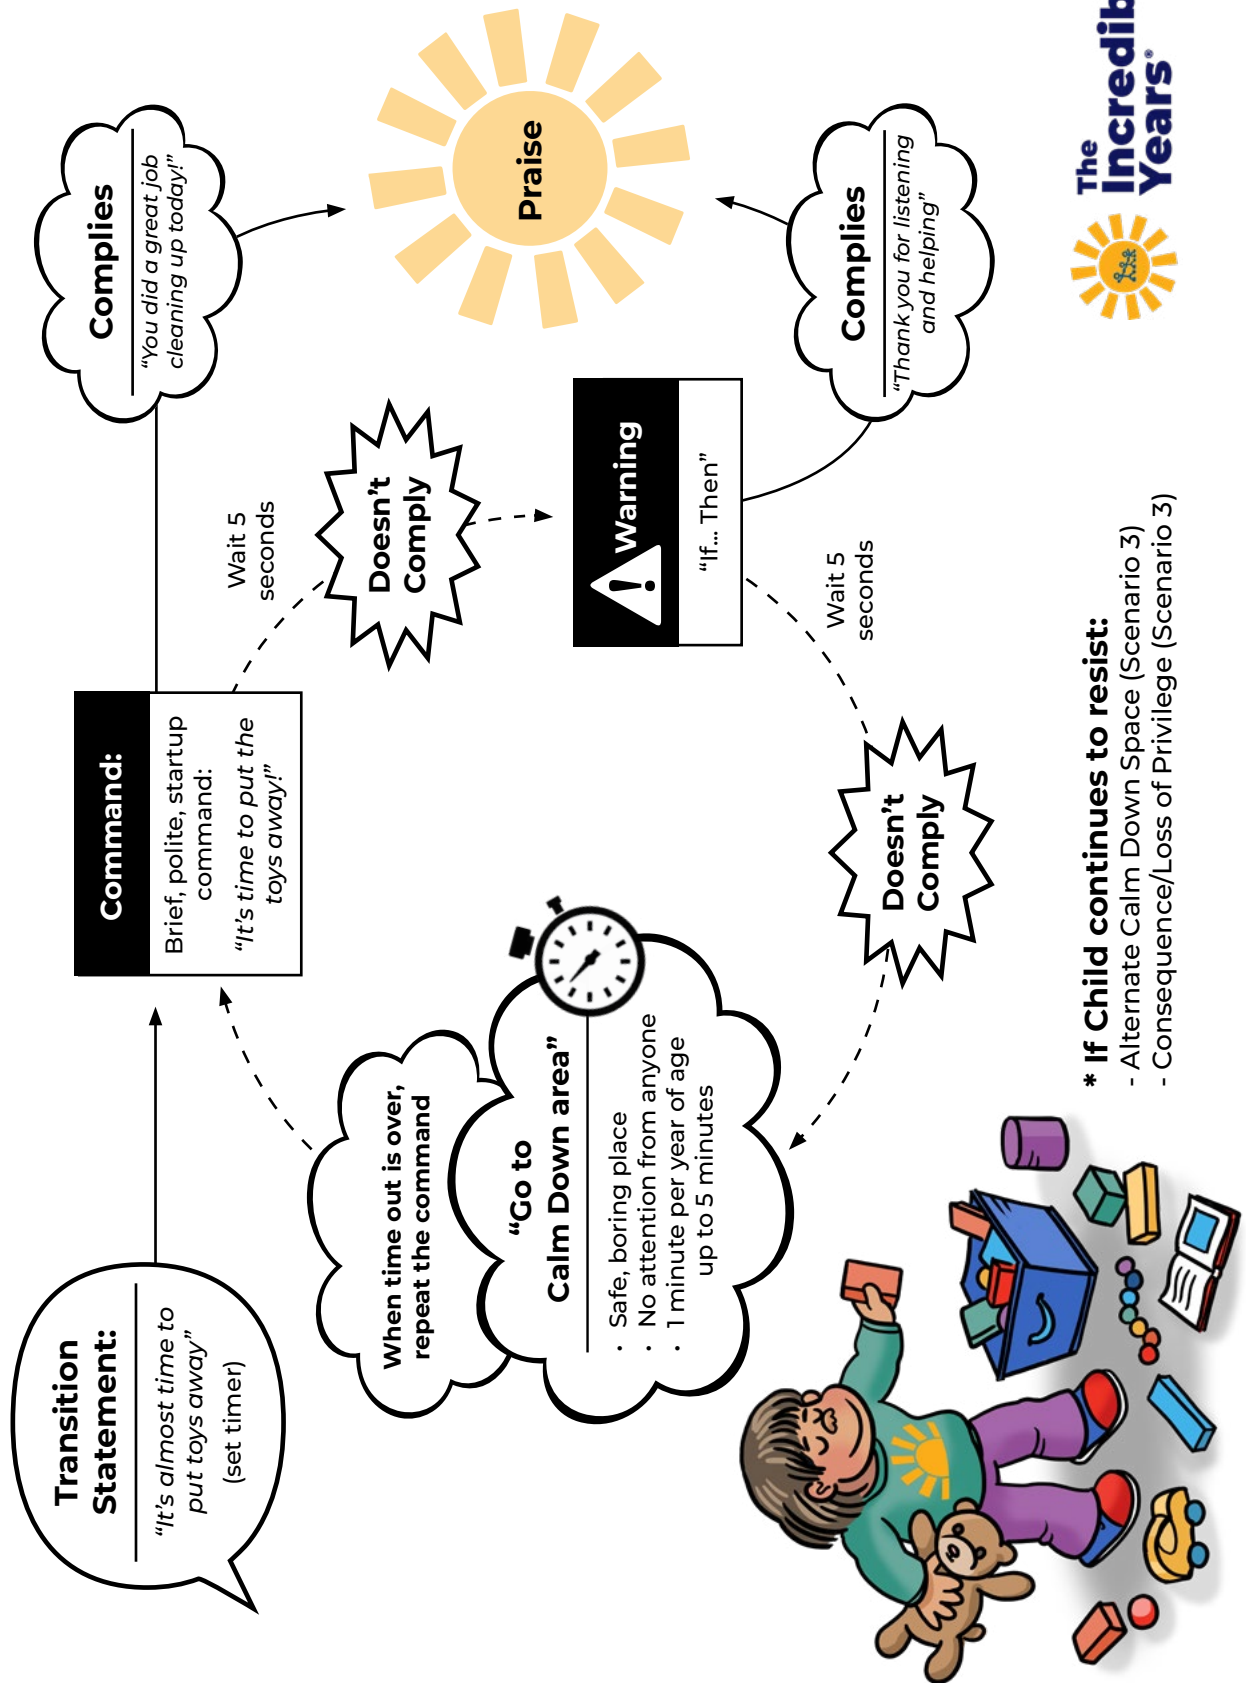 Transition
Statement:
“It’s almost time to
put toys away”
(set timer)
Command:
Brief, polite, startup
command:
“It’s time to put the
toys away!”
Complies
“You did a great job
cleaning up today!”
Wait 5
seconds
Doesn’t
Comply
Praise
Warning
“If... Then”
Complies
“Thank you for listening
and helping”
Wait 5
seconds
Doesn’t
Comply
“Go to
Calm Down area”
· Safe, boring place
· No attention from anyone
· 1 minute per year of age
up to 5 minutes
When time out is over,
repeat the command
* If Child continues to resist:
- Alternate Calm Down Space (Scenario 3)
- Consequence/Loss of Privilege (Scenario 3)
The
Incredib
Years®